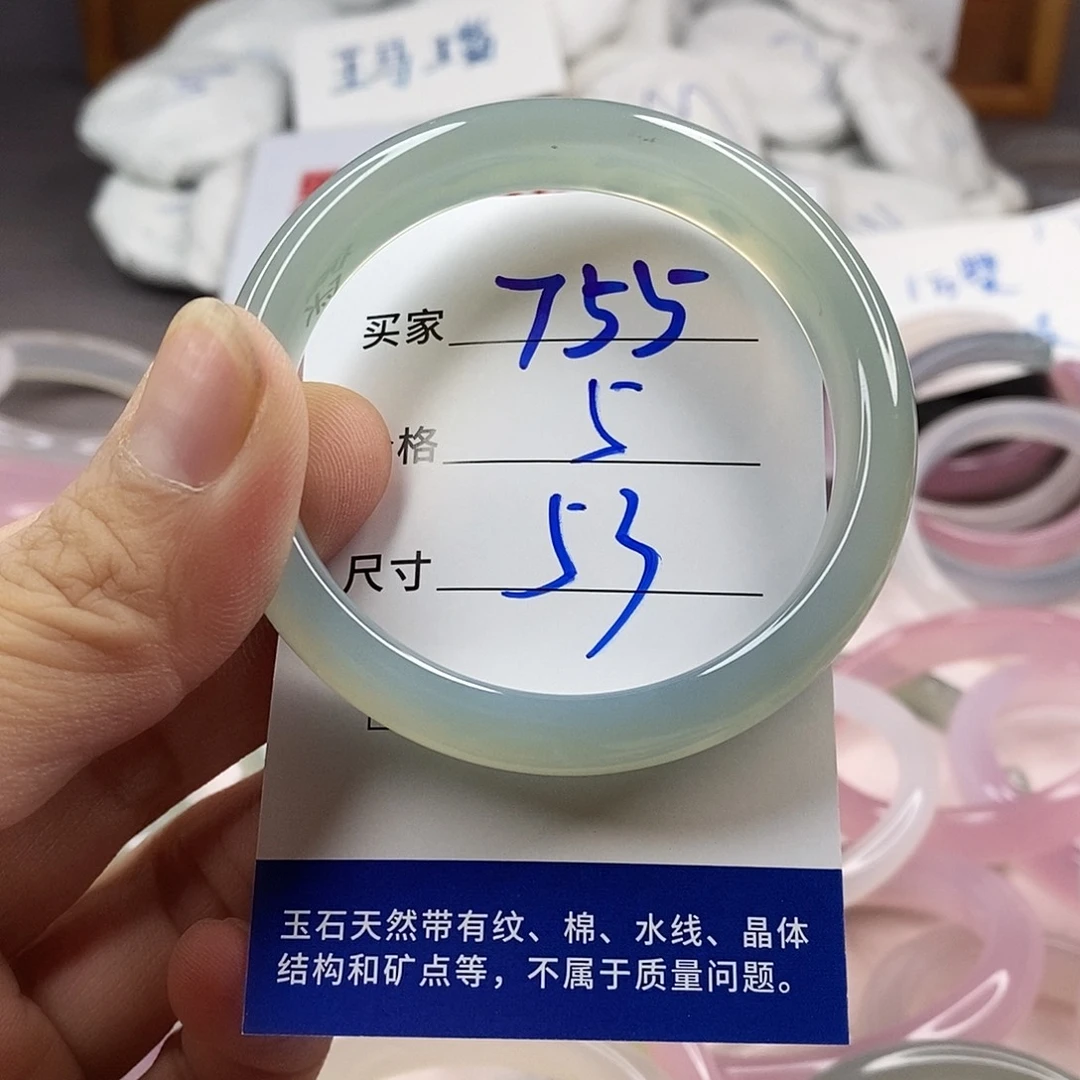 玉玛瑙
买家 755
格 5
尺寸 53
玉石天然带有纹、棉、水线、晶体
结构和矿点等，不属于质量问题。